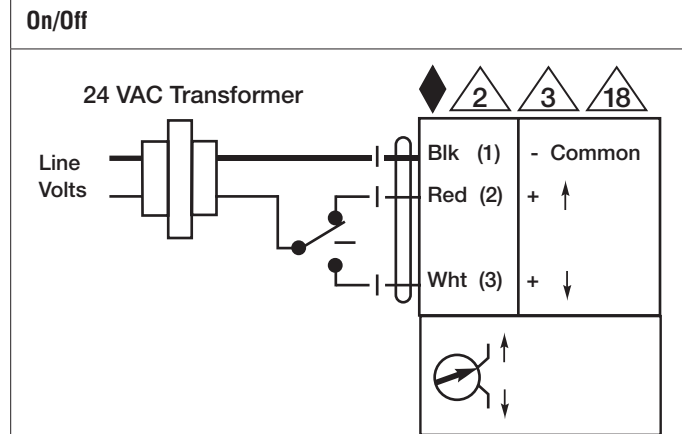 On/Off
24 VAC Transformer
2 3 18
Line
Volts
Blk (1) - Common
Red (2) + ↑
Wht (3) + ↓